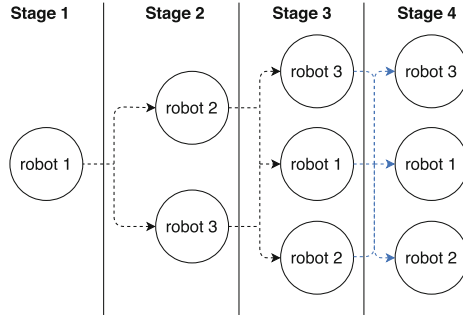 Stage 1 Stage 2 Stage 3 Stage 4
robot 3 robot 3
robot 2
robot 1 robot 1 robot 1
robot 3
robot 2 robot 2